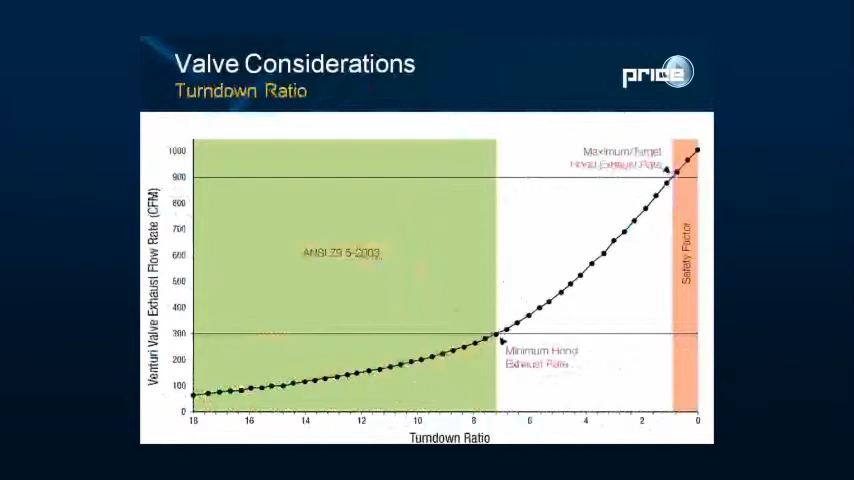 Valve Considerations
Turndown Ratio
price
Venturi Valve Exhaust Flow Rate (CFM)
1000
900
800
700
600
500
400
300
200
100
0
ANSI Z9.5-2003
Maximum/Target
Hood Exhaust Rate
Safety Factor
Minimum Hood
Exhaust Rate
18
16
14
12
10
8
6
4
2
0
Turndown Ratio